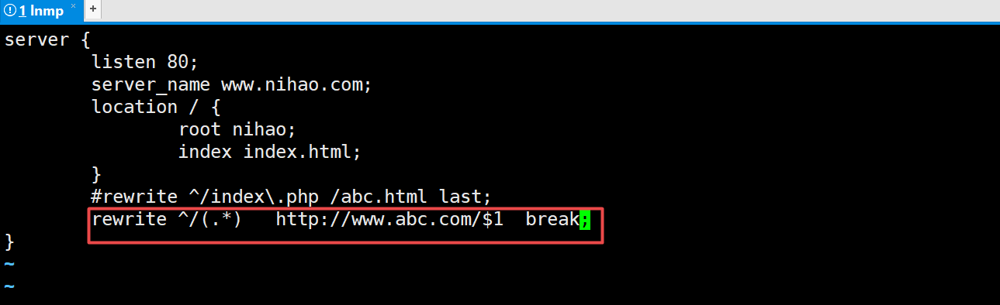 1 lnmp × +
server {
listen 80;
server_name www.nihao.com;
location / {
root nihao;
index index.html;
}
#rewrite ^/index\.php /abc.html last;
rewrite ^/(.*)   http://www.abc.com/$1  break;
}
~
~